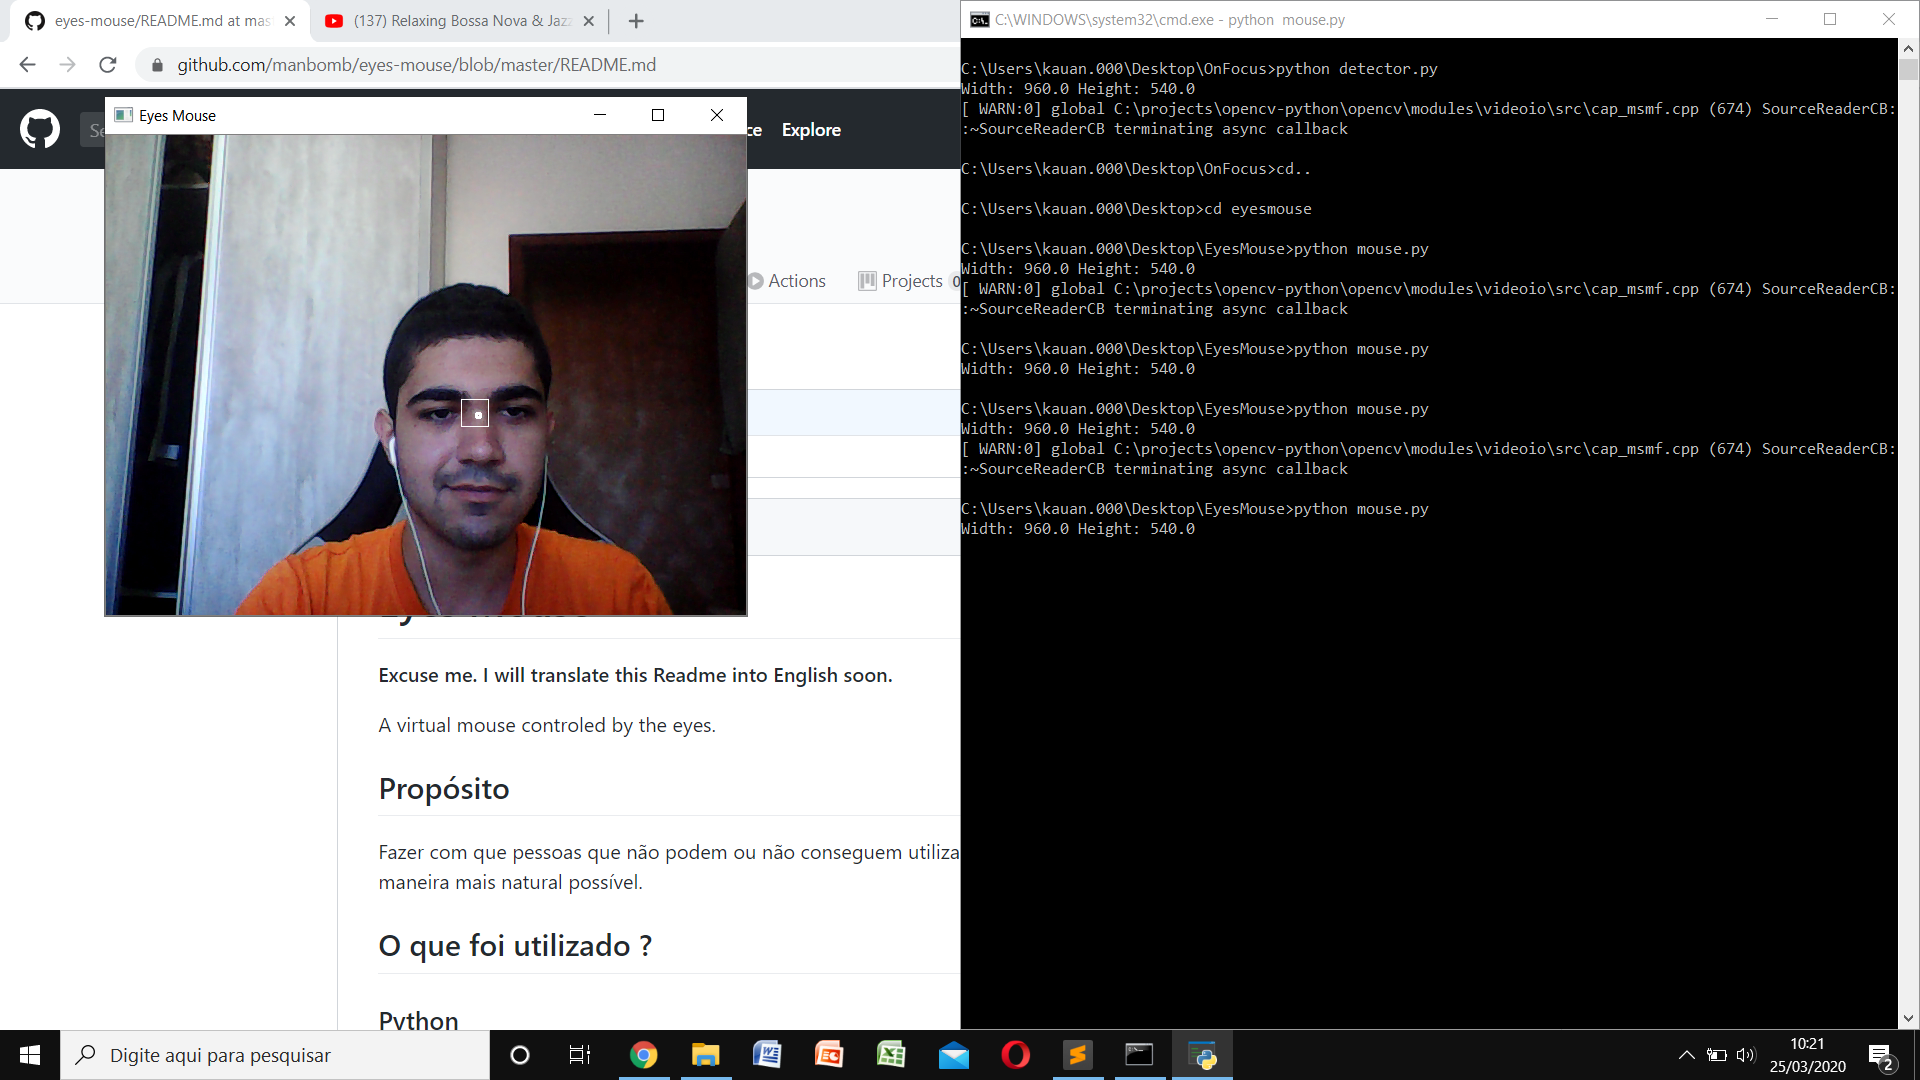 eyes-mouse/README.md at mas
(137) Relaxing Bossa Nova & Jazz
github.com/manbomb/eyes-mouse/blob/master/README.md
Eyes Mouse
Se
ce Explore
Actions
Projects 0
Excuse me. I will translate this Readme into English soon.
A virtual mouse controled by the eyes.
Propósito
Fazer com que pessoas que não podem ou não conseguem utiliza
maneira mais natural possível.
O que foi utilizado ?
Python
C:\WINDOWS\system32\cmd.exe - python mouse.py
C:\Users\kauan.000\Desktop\OnFocus>python detector.py
Width: 960.0 Height: 540.0
[ WARN:0] global C:\projects\opencv-python\opencv\modules\videoio\src\cap_msmf.cpp (674) SourceReaderCB:
:~SourceReaderCB terminating async callback
C:\Users\kauan.000\Desktop\OnFocus>cd..
C:\Users\kauan.000\Desktop>cd eyesmouse
C:\Users\kauan.000\Desktop\EyesMouse>python mouse.py
Width: 960.0 Height: 540.0
[ WARN:0] global C:\projects\opencv-python\opencv\modules\videoio\src\cap_msmf.cpp (674) SourceReaderCB:
:~SourceReaderCB terminating async callback
C:\Users\kauan.000\Desktop\EyesMouse>python mouse.py
Width: 960.0 Height: 540.0
C:\Users\kauan.000\Desktop\EyesMouse>python mouse.py
Width: 960.0 Height: 540.0
[ WARN:0] global C:\projects\opencv-python\opencv\modules\videoio\src\cap_msmf.cpp (674) SourceReaderCB:
:~SourceReaderCB terminating async callback
C:\Users\kauan.000\Desktop\EyesMouse>python mouse.py
Width: 960.0 Height: 540.0
Digite aqui para pesquisar
10:21
25/03/2020
2